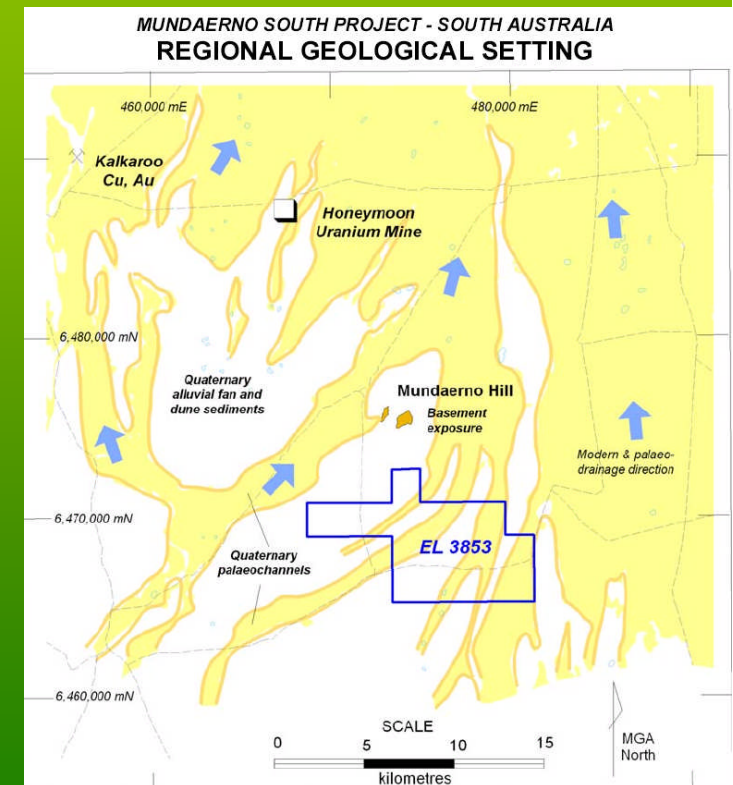 MUNDAERNO SOUTH PROJECT - SOUTH AUSTRALIA
REGIONAL GEOLOGICAL SETTING
460,000 mE
480,000 mE
Kalkaroo
Cu, Au
Honeymoon
Uranium Mine
6,480,000 mN
Quaternary
alluvial fan and
dune sediments
Mundaerno Hill
Basement
exposure
Modern & palaeo-
drainage direction
6,470,000 mN
EL 3853
Quaternary
palaeochannels
6,460,000 mN
SCALE
0 5 10 15
kilometres
MGA
North